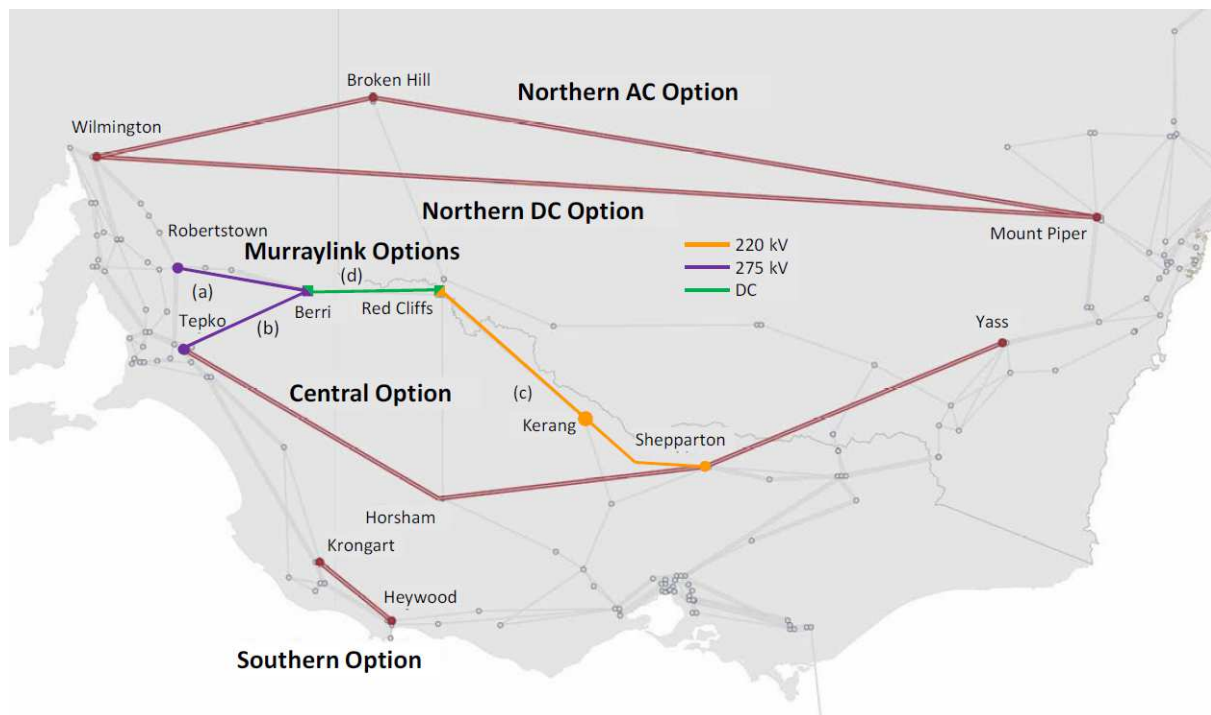 Broken Hill
Northern AC Option
Wilmington
Northern DC Option
Mount Piper
Robertstown
Murraylink Options
220 kV
275 kV
DC
(a)
(d)
Tepko
(b)
Berri
Red Cliffs
Yass
Central Option
(c)
Kerang
Shepparton
Horsham
Krongart
Heywood
Southern Option